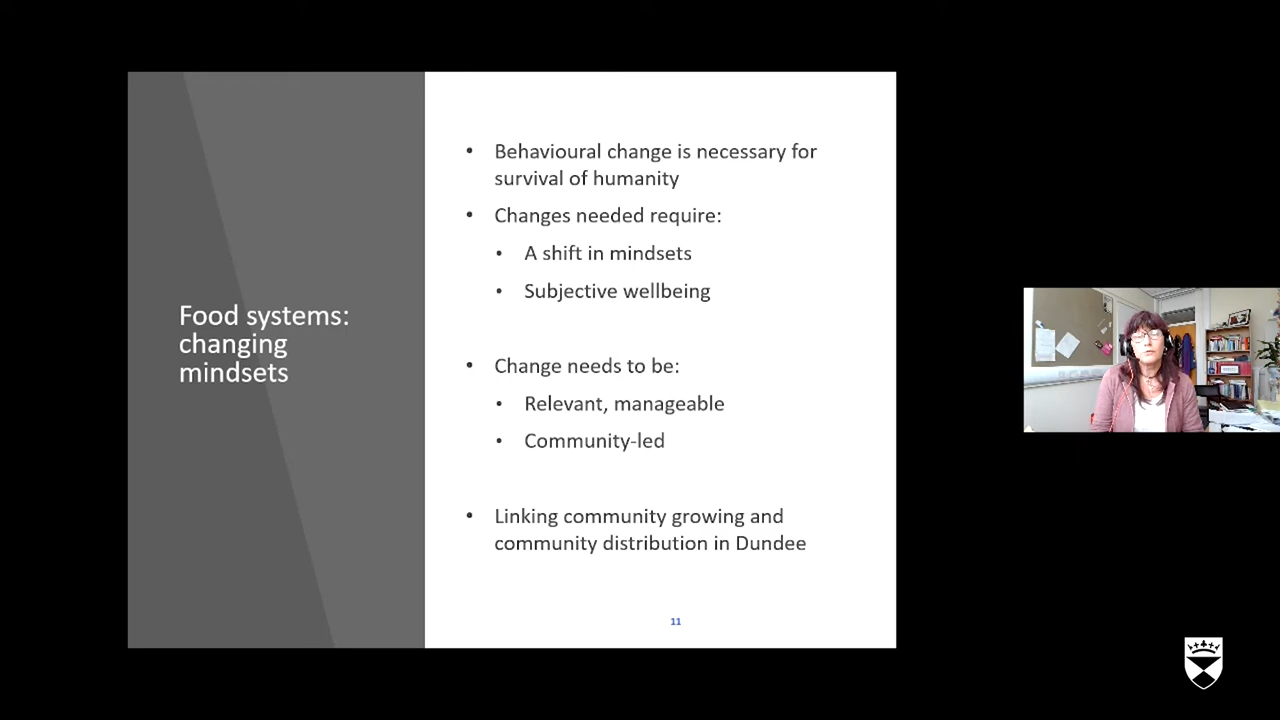 Food systems:
changing
mindsets
• Behavioural change is necessary for
survival of humanity
• Changes needed require:
• A shift in mindsets
• Subjective wellbeing
• Change needs to be:
• Relevant, manageable
• Community-led
• Linking community growing and
community distribution in Dundee
11